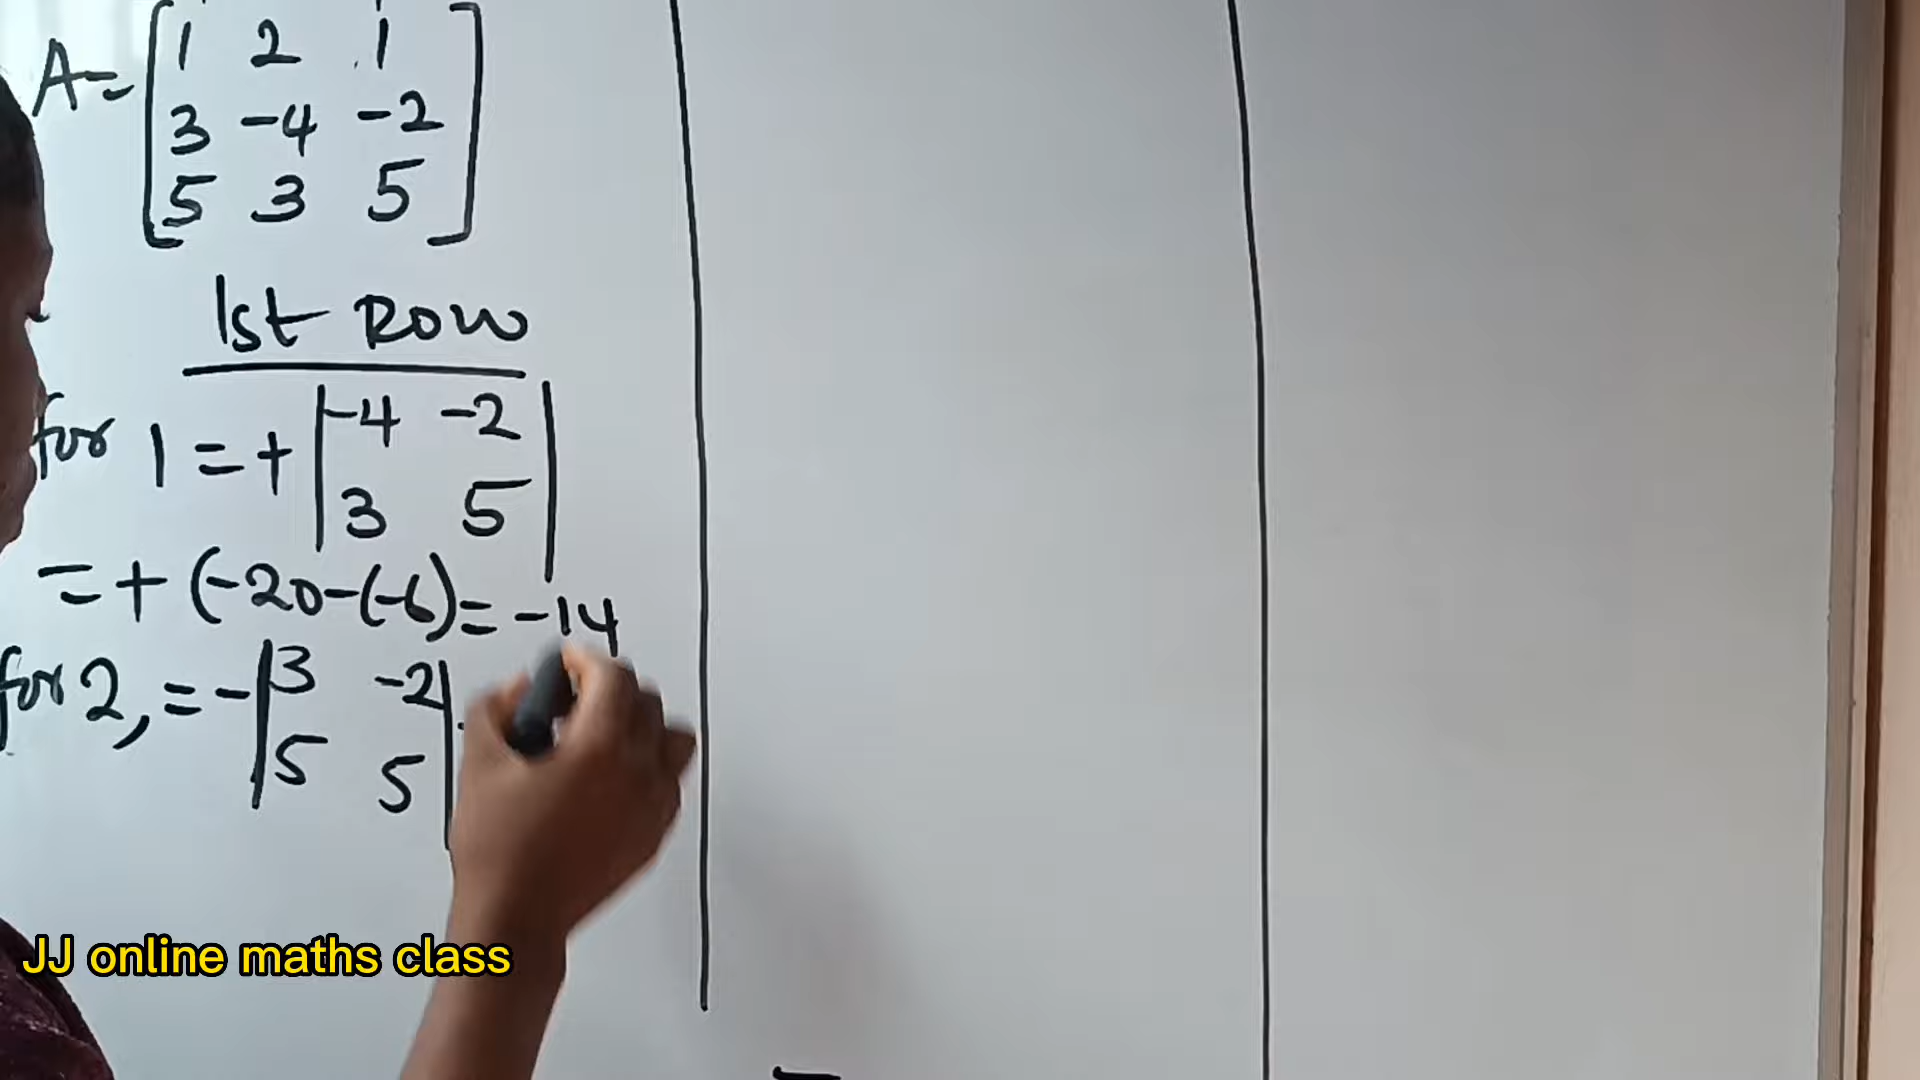 A= [1 2 1
3 -4 -2
5 3 5]
1st Row
for 1 = + |-4 -2
3 5|
= + (-20-(-6) = -14
for 2, = - |3 -2|
5 5
JJ online maths class